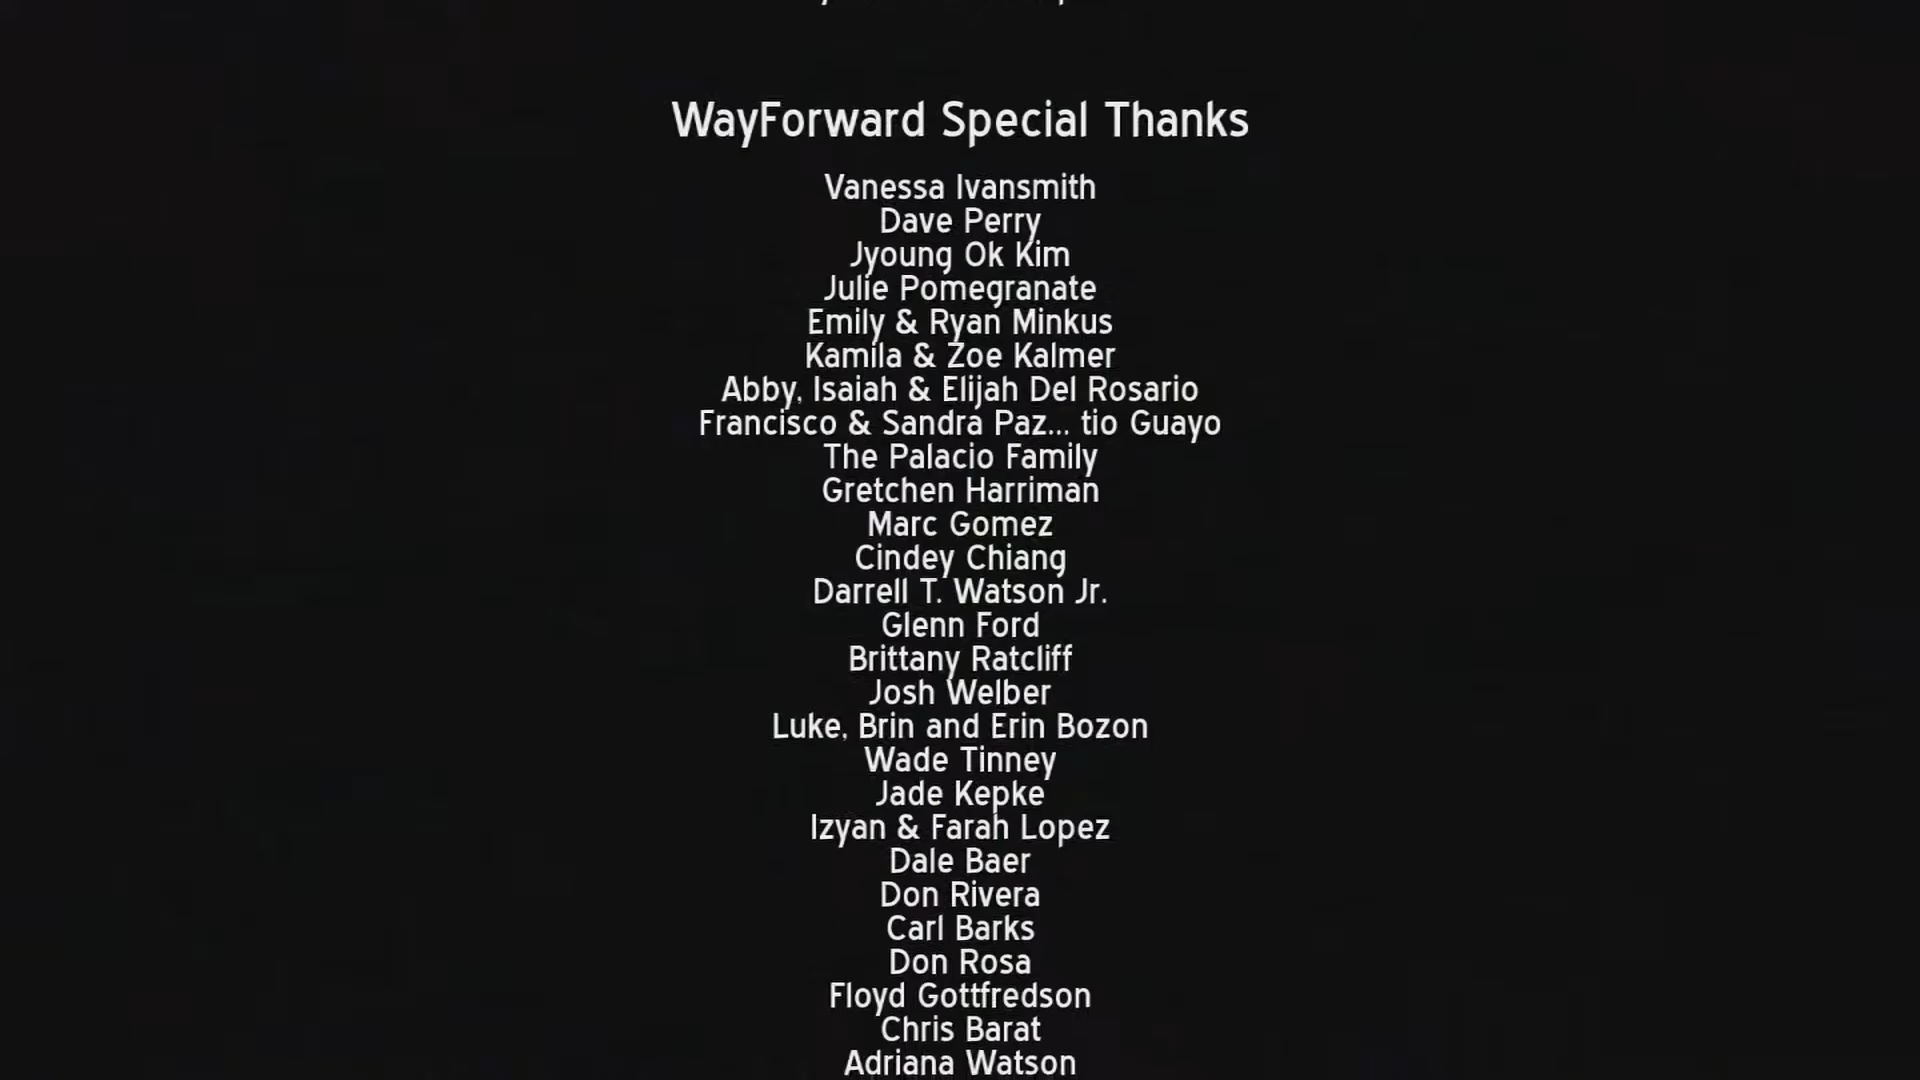 WayForward Special Thanks
Vanessa Ivansmith
Dave Perry
Jyoung Ok Kim
Julie Pomegranate
Emily & Ryan Minkus
Kamila & Zoe Kalmer
Abby, Isaiah & Elijah Del Rosario
Francisco & Sandra Paz... tio Guayo
The Palacio Family
Gretchen Harriman
Marc Gomez
Cindey Chiang
Darrell T. Watson Jr.
Glenn Ford
Brittany Ratcliff
Josh Welber
Luke, Brin and Erin Bozon
Wade Tinney
Jade Kepke
Izyan & Farah Lopez
Dale Baer
Don Rivera
Carl Barks
Don Rosa
Floyd Gottfredson
Chris Barat
Adriana Watson